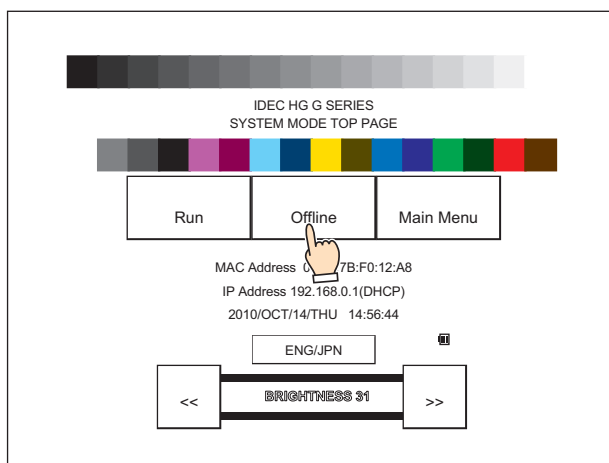 IDEC HG G SERIES
SYSTEM MODE TOP PAGE
Run Offline Main Menu
MAC Address 7B:F0:12:A8
IP Address 192.168.0.1(DHCP)
2010/OCT/14/THU 14:56:44
ENG/JPN
<< BRIGHTNESS 31 >>